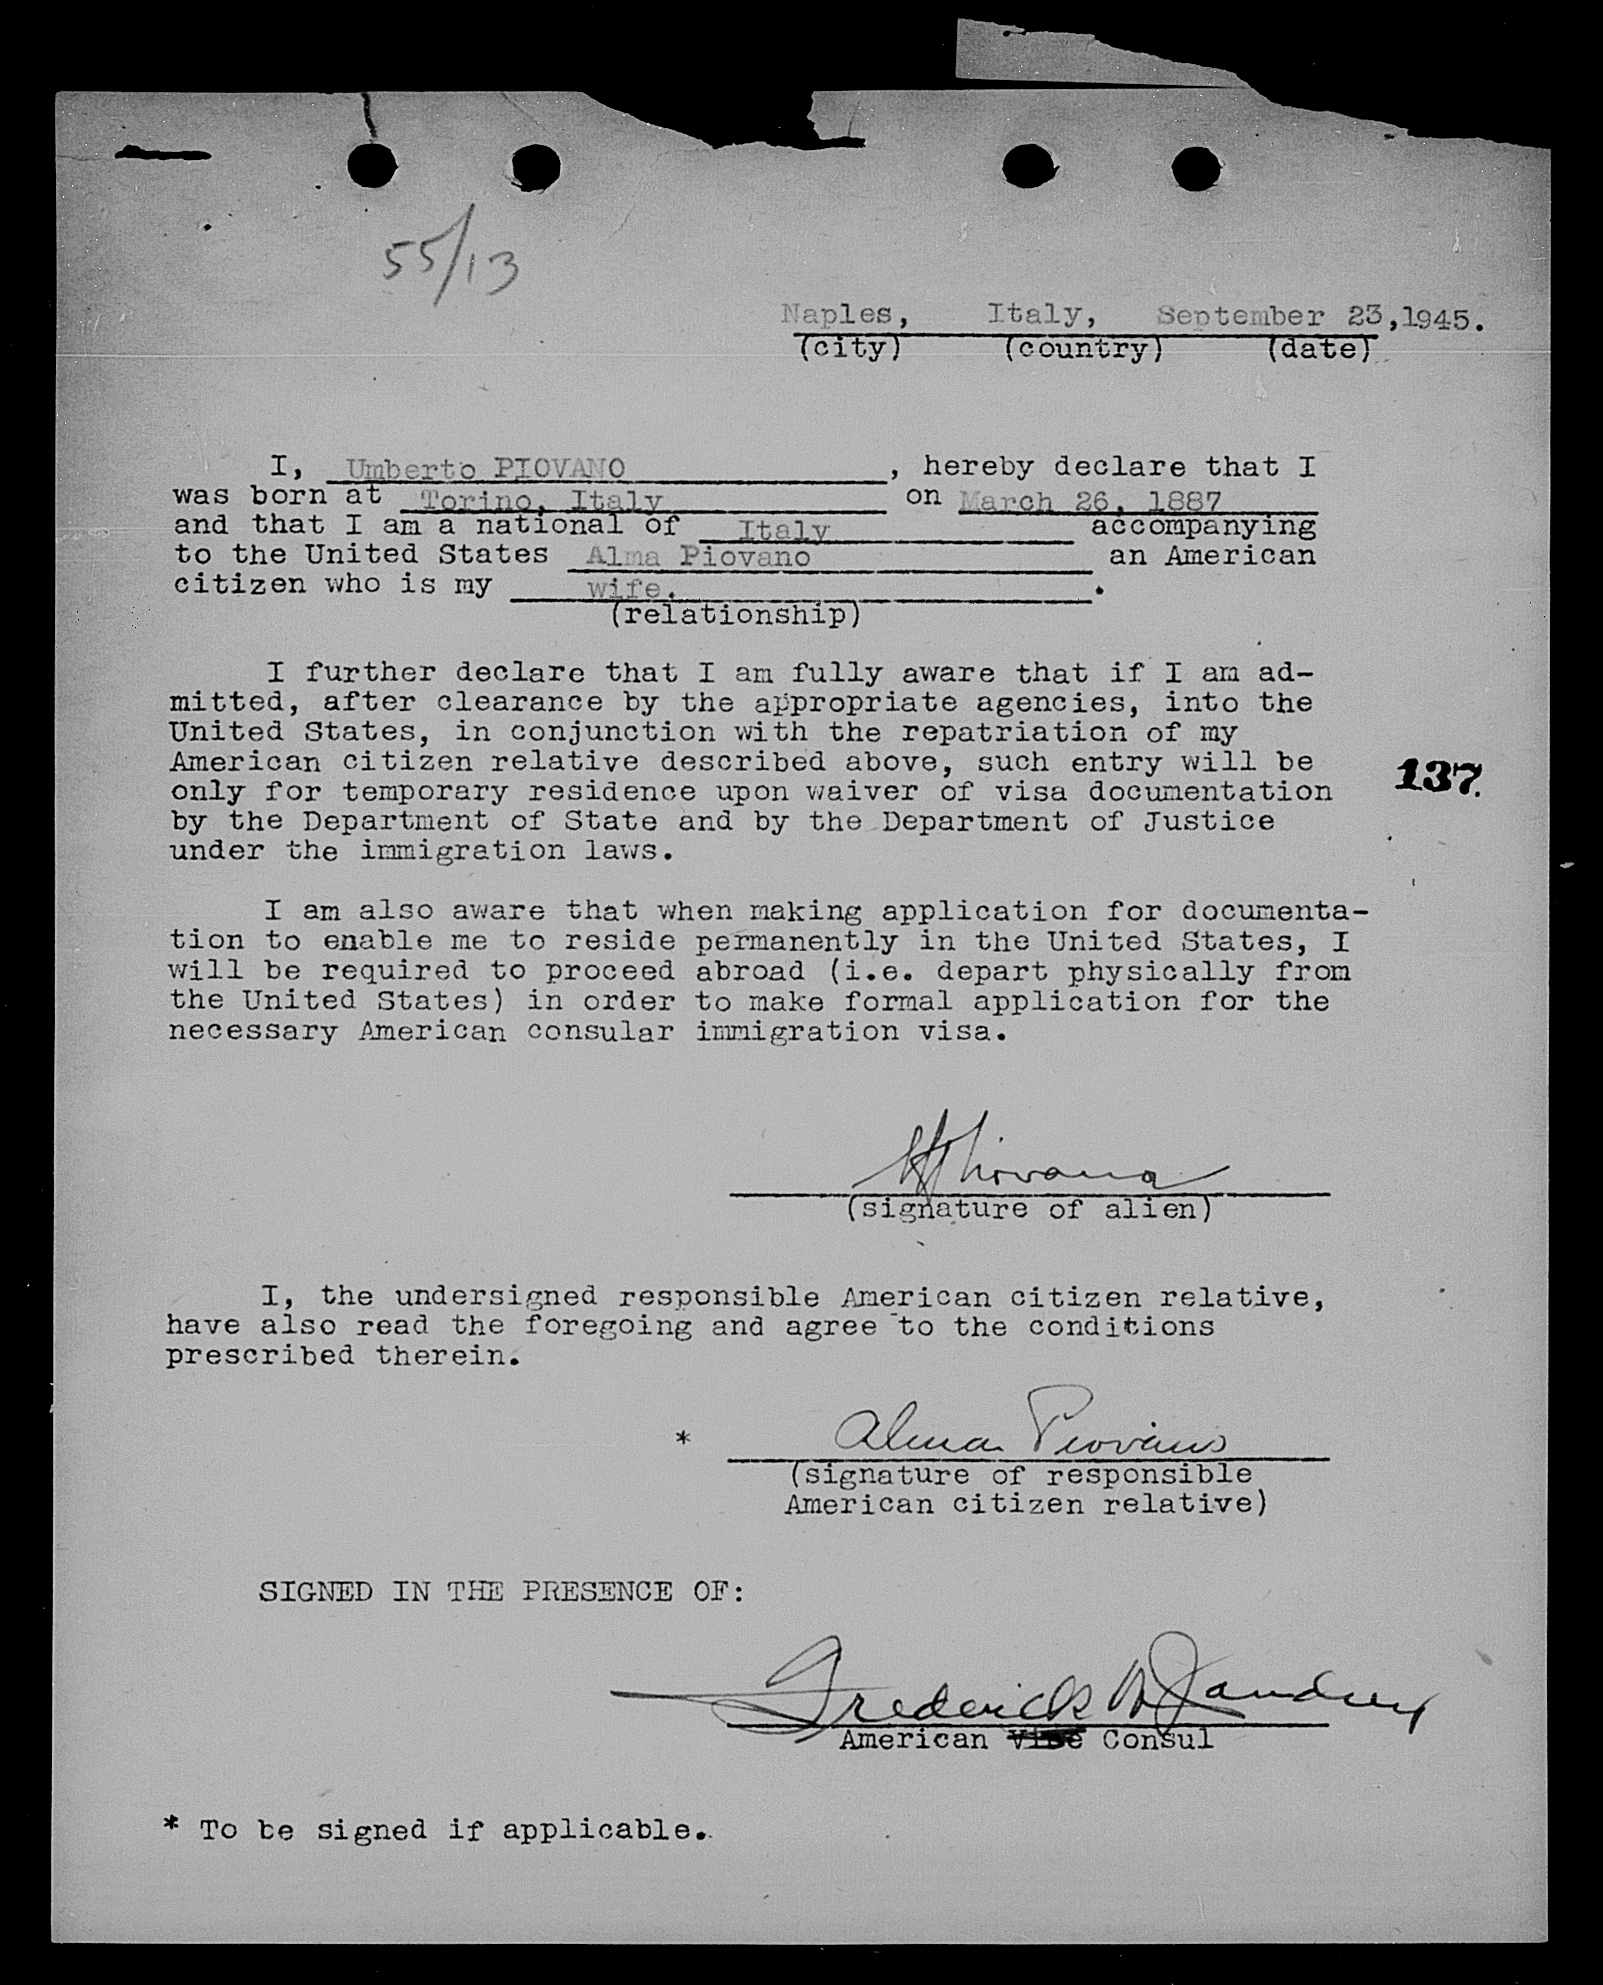 55/13
Naples, Italy, September 23,1945.
(city) (country) (date)
I, Umberto PIOVANO, hereby declare that I
was born at Torino, Italy on March 26, 1887
and that I am a national of Italy accompanying
to the United States Alma Piovano an American
citizen who is my wife. .
(relationship)
I further declare that I am fully aware that if I am ad-
mitted, after clearance by the appropriate agencies, into the
United States, in conjunction with the repatriation of my
American citizen relative described above, such entry will be
137.
only for temporary residence upon waiver of visa documentation
by the Department of State and by the Department of Justice
under the immigration laws.
I am also aware that when making application for documenta-
tion to enable me to reside permanently in the United States, I
will be required to proceed abroad (i.e. depart physically from
the United States) in order to make formal application for the
necessary American consular immigration visa.
Piovano
(signature of alien)
I, the undersigned responsible American citizen relative,
have also read the foregoing and agree to the conditions
prescribed therein.
* Alma Piovano
(signature of responsible
American citizen relative)
SIGNED IN THE PRESENCE OF:
Frederick
American Vice Consul
* To be signed if applicable.